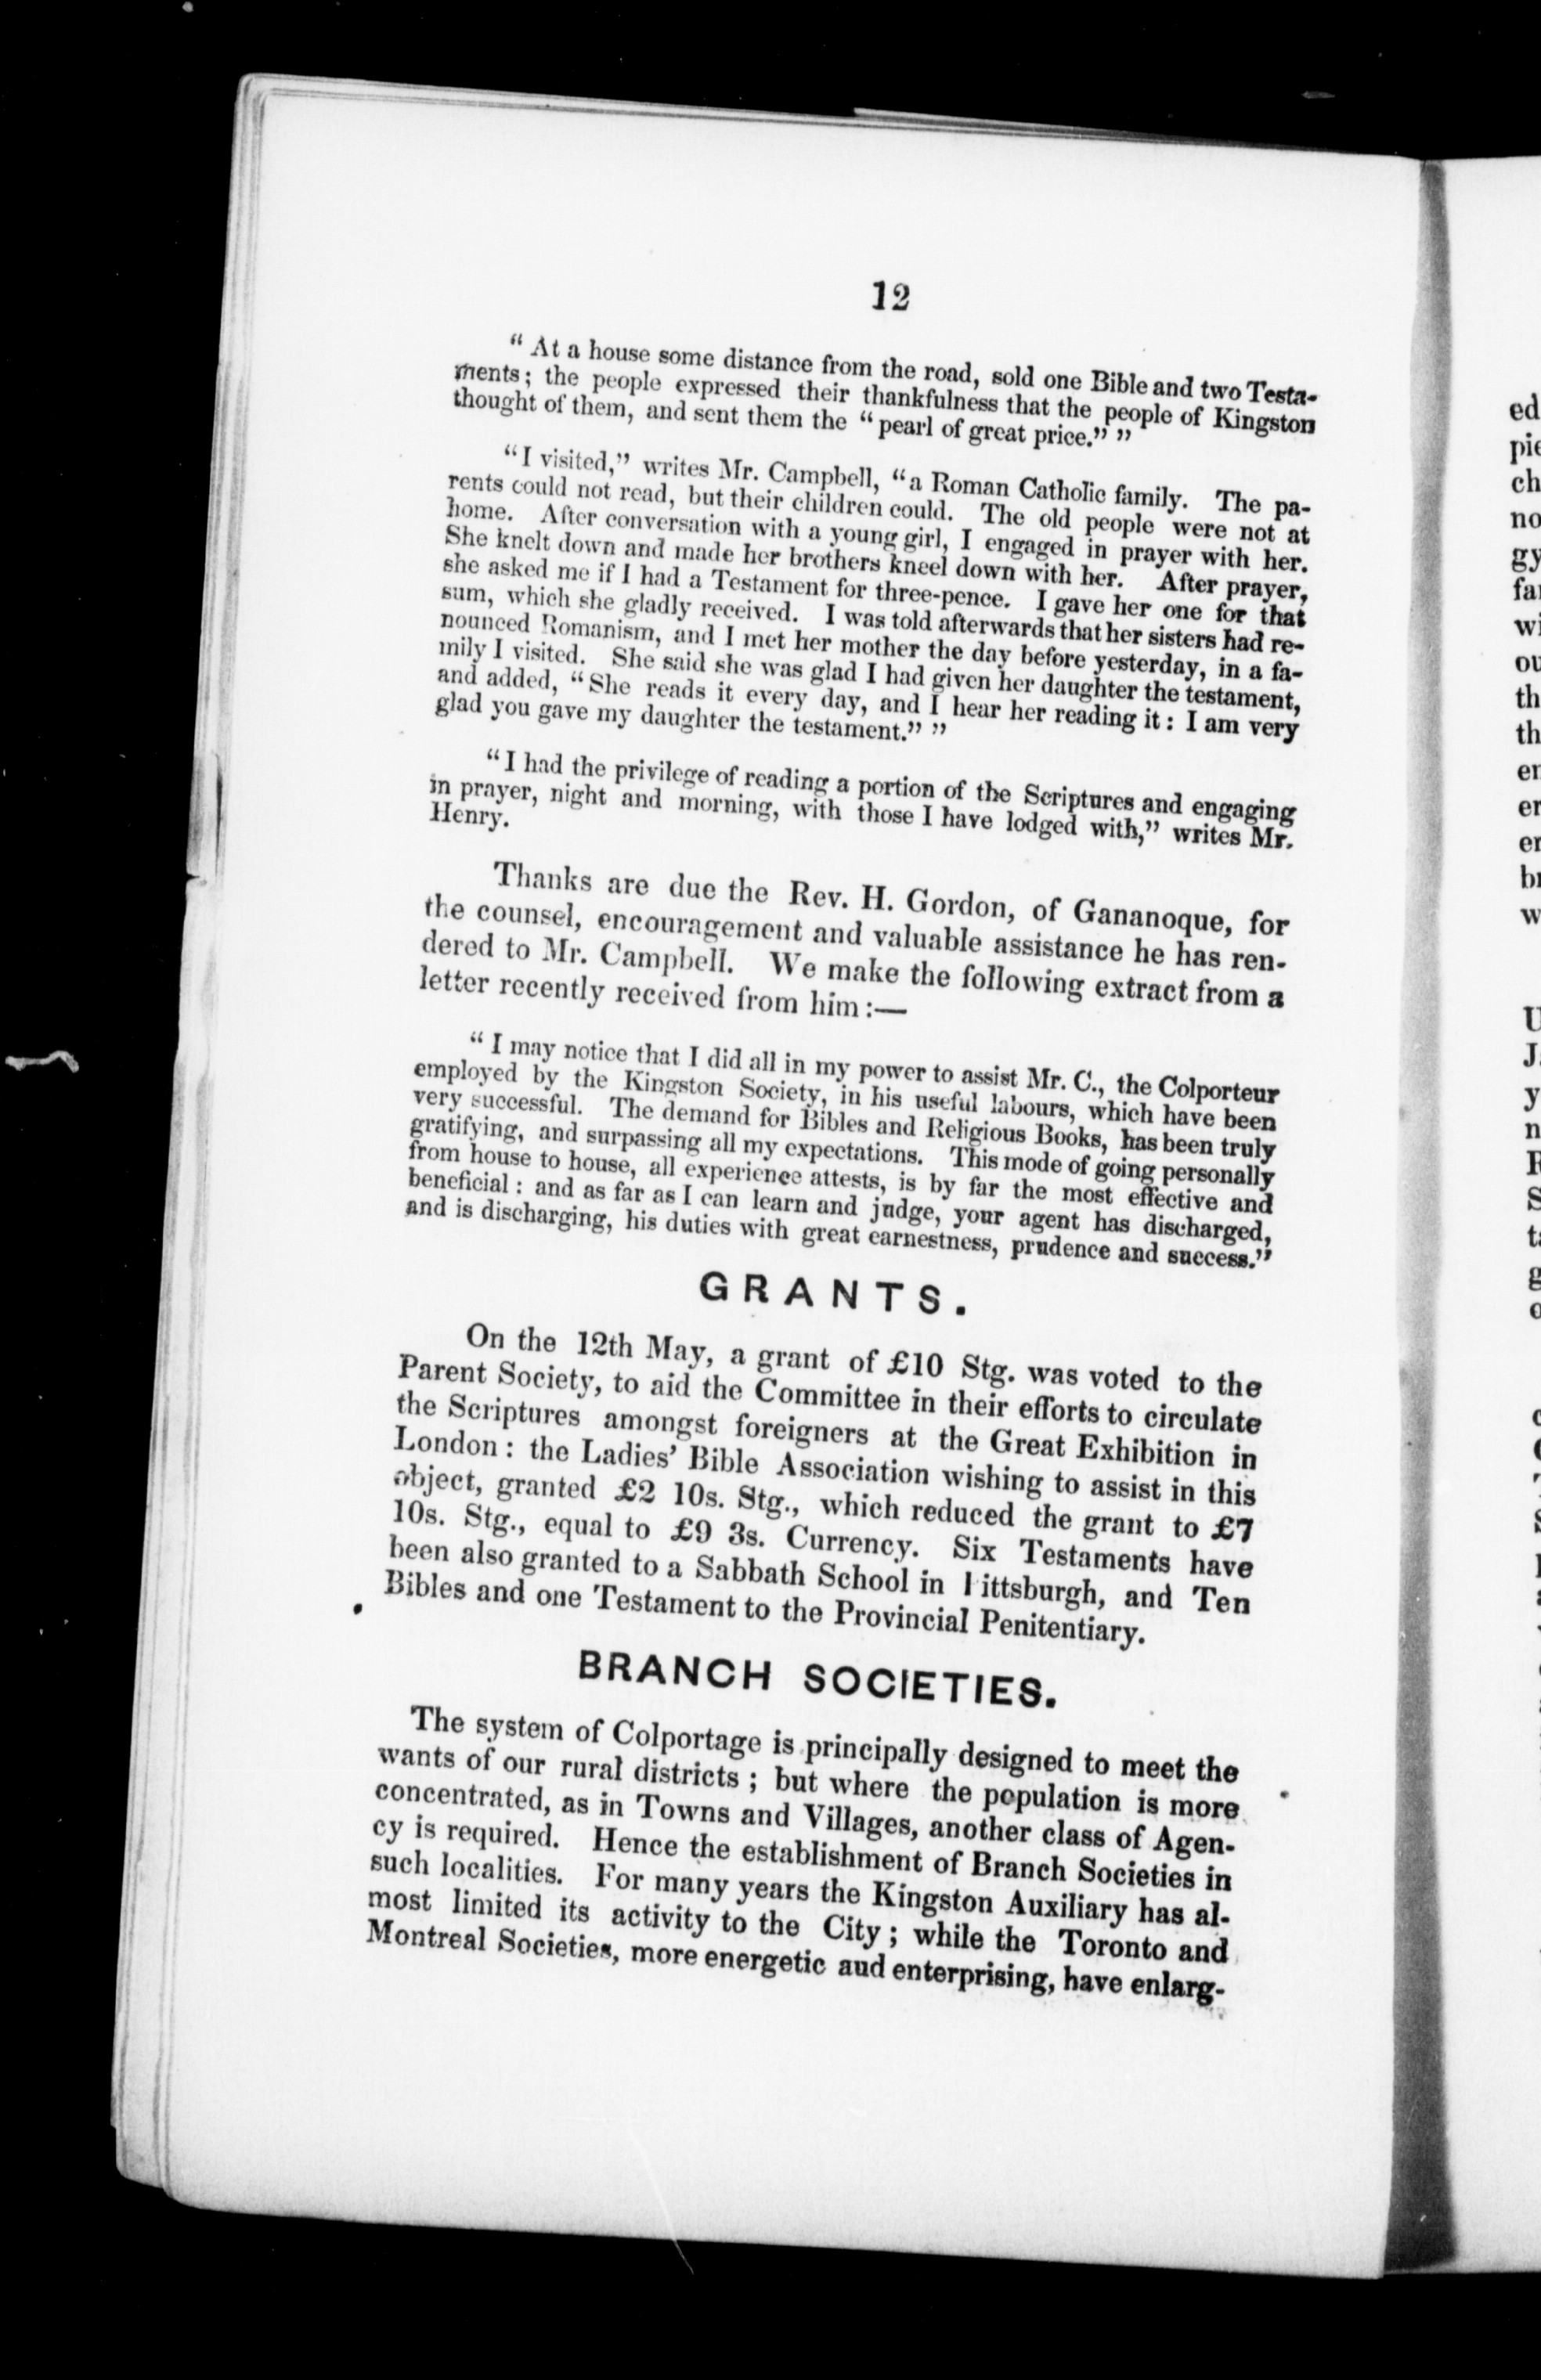 12
“ At a house some distance from the road, sold one Bible and two Testa-
ments; the people expressed their thankfulness that the people of Kingston
thought of them, and sent them the “pearl of great price.” ”
“I visited,” writes Mr. Campbell, “a Roman Catholic family. The pa-
rents could not read, but their children could. The old people were not at
home. After conversation with a young girl, I engaged in prayer with her.
She knelt down and made her brothers kneel down with her. After prayer,
she asked me if I had a Testament for three-pence. I gave her one for that
sum, which she gladly received. I was told afterwards that her sisters had re-
nounced Romanism, and I met her mother the day before yesterday, in a fa-
mily I visited. She said she was glad I had given her daughter the testament,
and added, “She reads it every day, and I hear her reading it : I am very
glad you gave my daughter the testament.” ”
“I had the privilege of reading a portion of the Scriptures and engaging
in prayer, night and morning, with those I have lodged with,” writes Mr.
Henry.
Thanks are due the Rev. H. Gordon, of Gananoque, for
the counsel, encouragement and valuable assistance he has ren-
dered to Mr. Campbell. We make the following extract from a
letter recently received from him :—
“ I may notice that I did all in my power to assist Mr. C., the Colporteur
employed by the Kingston Society, in his useful labours, which have been
very successful. The demand for Bibles and Religious Books, has been truly
gratifying, and surpassing all my expectations. This mode of going personally
from house to house, all experience attests, is by far the most effective and
beneficial : and as far as I can learn and judge, your agent has discharged,
and is discharging, his duties with great earnestness, prudence and success.”
GRANTS.
On the 12th May, a grant of £10 Stg. was voted to the
Parent Society, to aid the Committee in their efforts to circulate
the Scriptures amongst foreigners at the Great Exhibition in
London : the Ladies’ Bible Association wishing to assist in this
object, granted £2 10s. Stg., which reduced the grant to £7
10s. Stg., equal to £9 3s. Currency. Six Testaments have
been also granted to a Sabbath School in Pittsburgh, and Ten
Bibles and one Testament to the Provincial Penitentiary.
BRANCH SOCIETIES.
The system of Colportage is principally designed to meet the
wants of our rural districts ; but where the population is more
concentrated, as in Towns and Villages, another class of Agen-
cy is required. Hence the establishment of Branch Societies in
such localities. For many years the Kingston Auxiliary has al-
most limited its activity to the City ; while the Toronto and
Montreal Societies, more energetic aud enterprising, have enlarg-